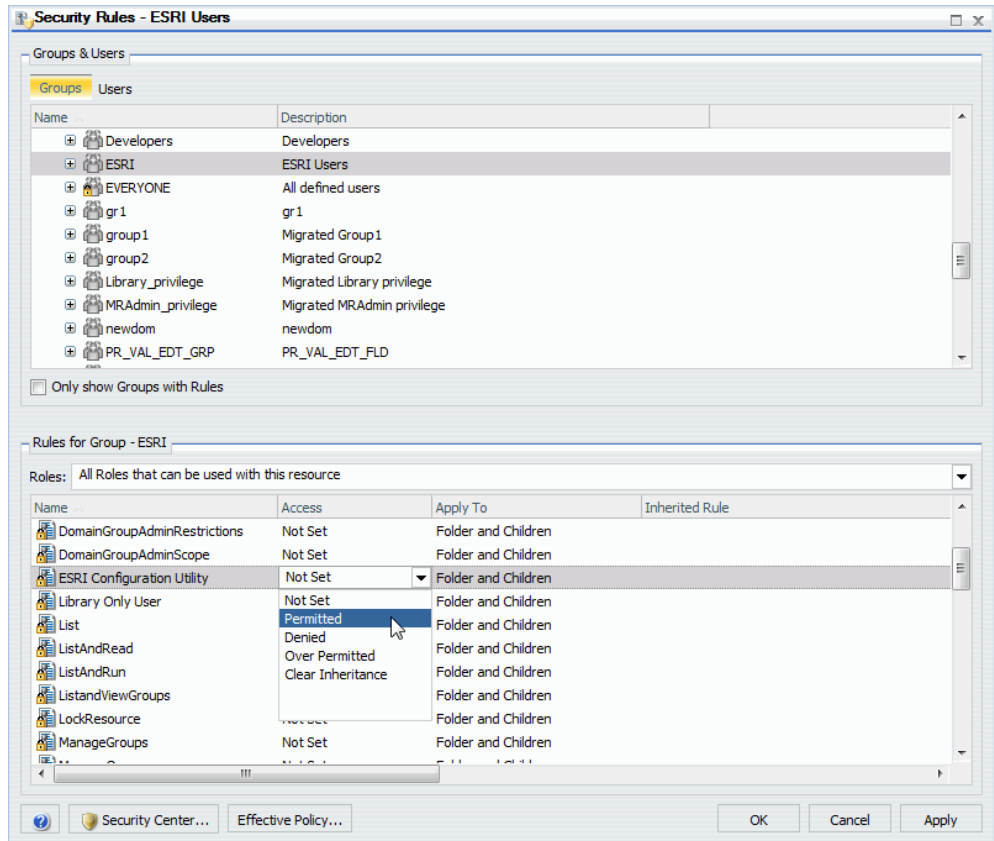 Security Rules - ESRI Users
Groups & Users
Groups Users
Name Description
Developers Developers
ESRI ESRI Users
EVERYONE All defined users
gr1 gr1
group1 Migrated Group1
group2 Migrated Group2
Library_privilege Migrated Library privilege
MRAdmin_privilege Migrated MRAdmin privilege
newdom newdom
PR_VAL_EDT_GRP PR_VAL_EDT_FLD
Only show Groups with Rules
Rules for Group - ESRI
Roles: All Roles that can be used with this resource
Name Access Apply To Inherited Rule
DomainGroupAdminRestrictions Not Set Folder and Children
DomainGroupAdminScope Not Set Folder and Children
ESRI Configuration Utility Not Set Folder and Children
Library Only User Not Set Folder and Children
List Permitted Folder and Children
ListAndRead Denied Folder and Children
ListAndRun Over Permitted Folder and Children
ListandViewGroups Clear Inheritance Folder and Children
LockResource Not Set Folder and Children
ManageGroups Not Set Folder and Children
Security Center... Effective Policy... OK Cancel Apply